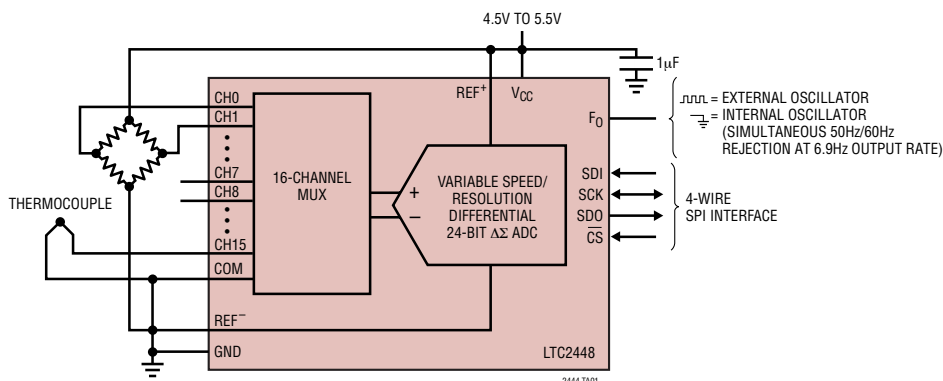 4.5V TO 5.5V
1µF
REF+
VCC
CH0
CH1
CH7
CH8
CH15
COM
REF–
GND
16-CHANNEL
MUX
+
–
VARIABLE SPEED/
RESOLUTION
DIFFERENTIAL
24-BIT ΔΣ ADC
FO
= EXTERNAL OSCILLATOR
= INTERNAL OSCILLATOR
(SIMULTANEOUS 50Hz/60Hz
REJECTION AT 6.9Hz OUTPUT RATE)
SDI
SCK
SDO
CS
4-WIRE
SPI INTERFACE
THERMOCOUPLE
LTC2448
2444 TA01